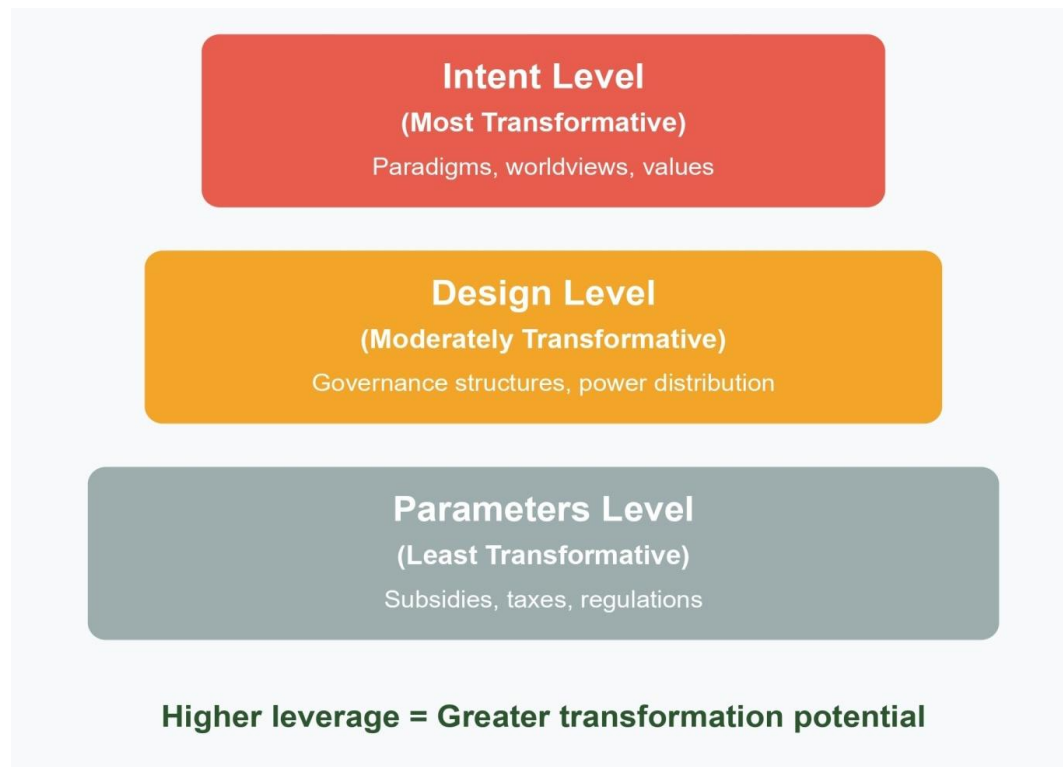 Intent Level
(Most Transformative)
Paradigms, worldviews, values
Design Level
(Moderately Transformative)
Governance structures, power distribution
Parameters Level
(Least Transformative)
Subsidies, taxes, regulations
Higher leverage = Greater transformation potential